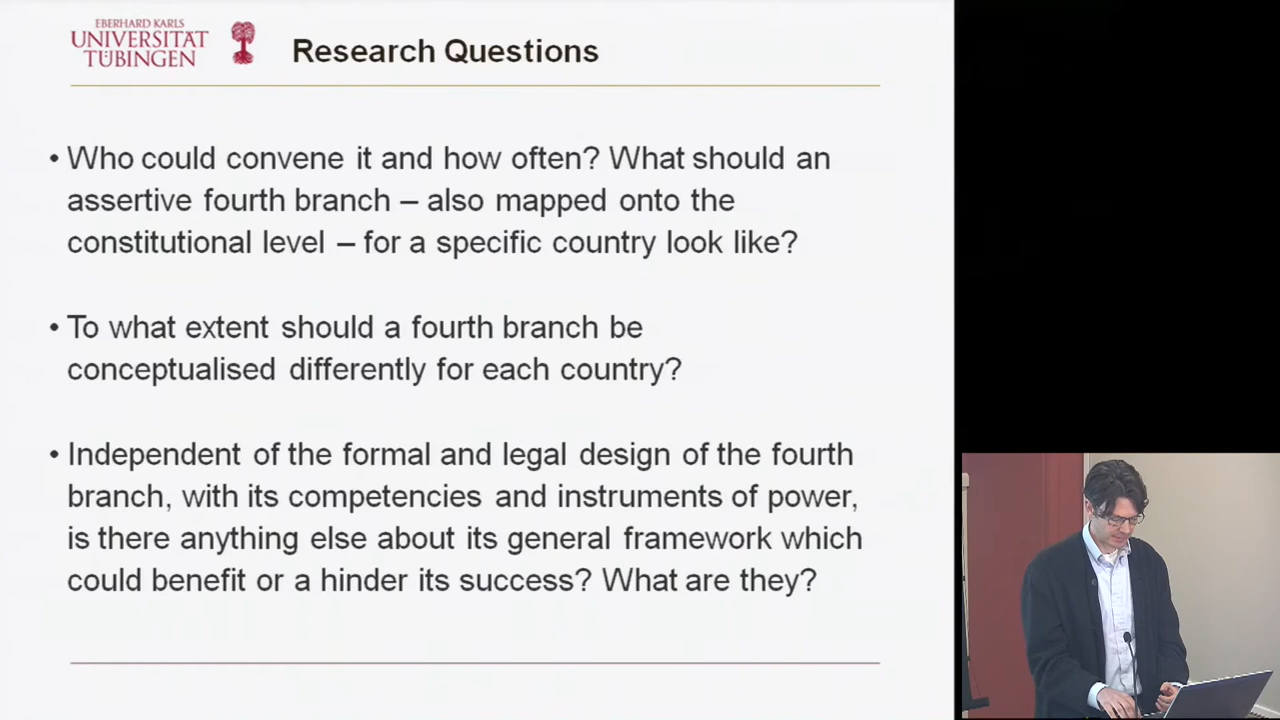 EBERHARD KARLS
UNIVERSITÄT
TÜBINGEN
Research Questions
• Who could convene it and how often? What should an
assertive fourth branch – also mapped onto the
constitutional level – for a specific country look like?
• To what extent should a fourth branch be
conceptualised differently for each country?
• Independent of the formal and legal design of the fourth
branch, with its competencies and instruments of power,
is there anything else about its general framework which
could benefit or a hinder its success? What are they?